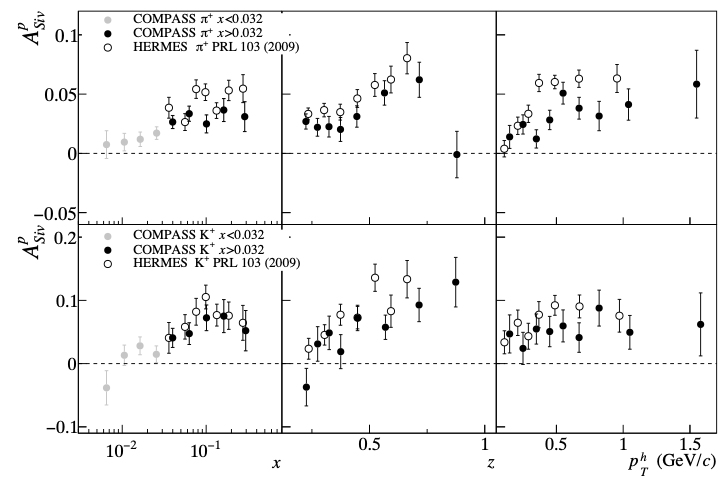 A^p_Siv
0.1
0.05
0
−0.05
COMPASS π⁺ x<0.032
COMPASS π⁺ x>0.032
HERMES π⁺ PRL 103 (2009)
A^p_Siv
0.2
0.1
0
−0.1
COMPASS K⁺ x<0.032
COMPASS K⁺ x>0.032
HERMES K⁺ PRL 103 (2009)
10⁻² 10⁻¹ 0.5 1 0.5 1 1.5
x z p^h_T (GeV/c)